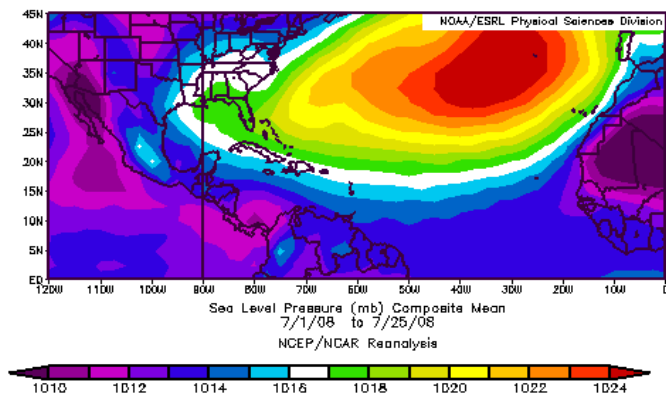 NOAA/ESRL Physical Sciences Division
45N
40N
35N
30N
25N
20N
15N
10N
5N
EQ
120W 110W 100W 90W 80W 70W 60W 50W 40W 30W 20W 10W 0
Sea Level Pressure (mb) Composite Mean
7/1/08 to 7/25/08
NCEP/NCAR Reanalysis
1010 1012 1014 1016 1018 1020 1022 1024